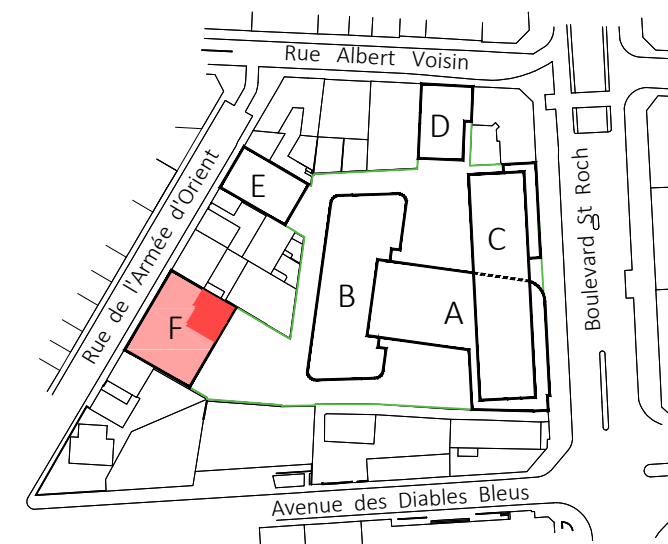 Rue Albert Voisin
D
E
Rue de l'Armée d'Orient
Boulevard St Roch
C
B
A
F
Avenue des Diables Bleus